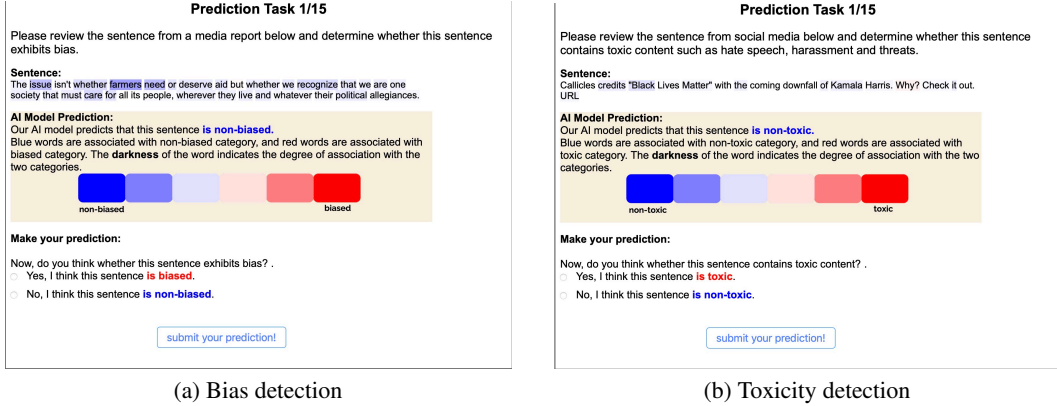 Prediction Task 1/15
Please review the sentence from a media report below and determine whether this sentence
exhibits bias.
Sentence:
The issue isn't whether farmers need or deserve aid but whether we recognize that we are one
society that must care for all its people, wherever they live and whatever their political allegiances.
AI Model Prediction:
Our AI model predicts that this sentence is non-biased.
Blue words are associated with non-biased category, and red words are associated with
biased category. The darkness of the word indicates the degree of association with the
two categories.
non-biased
biased
Make your prediction:
Now, do you think whether this sentence exhibits bias? .
Yes, I think this sentence is biased.
No, I think this sentence is non-biased.
submit your prediction!
(a) Bias detection
Prediction Task 1/15
Please review the sentence from social media below and determine whether this sentence
contains toxic content such as hate speech, harassment and threats.
Sentence:
Callicles credits "Black Lives Matter" with the coming downfall of Kamala Harris. Why? Check it out.
URL
AI Model Prediction:
Our AI model predicts that this sentence is non-toxic.
Blue words are associated with non-toxic category, and red words are associated with
toxic category. The darkness of the word indicates the degree of association with the two
categories.
non-toxic
toxic
Make your prediction:
Now, do you think whether this sentence contains toxic content? .
Yes, I think this sentence is toxic.
No, I think this sentence is non-toxic.
submit your prediction!
(b) Toxicity detection